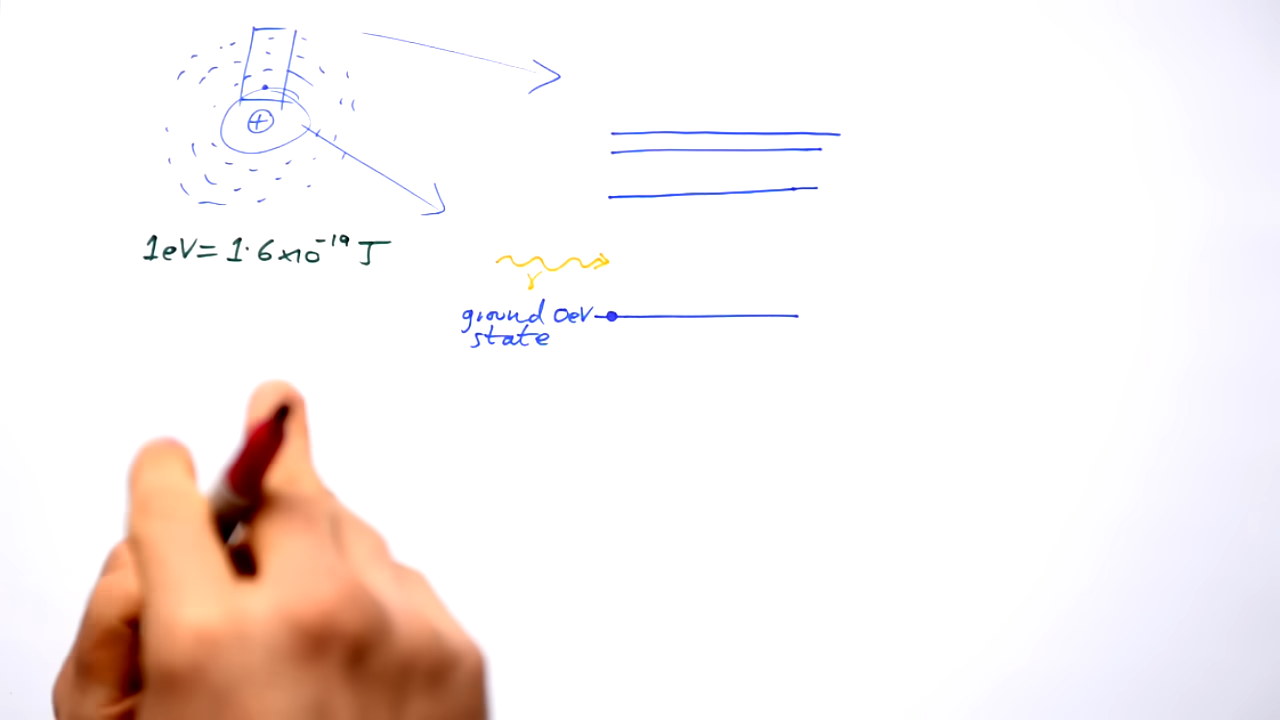 +
1eV = 1.6×10⁻¹⁹ J
γ
ground 0eV
state